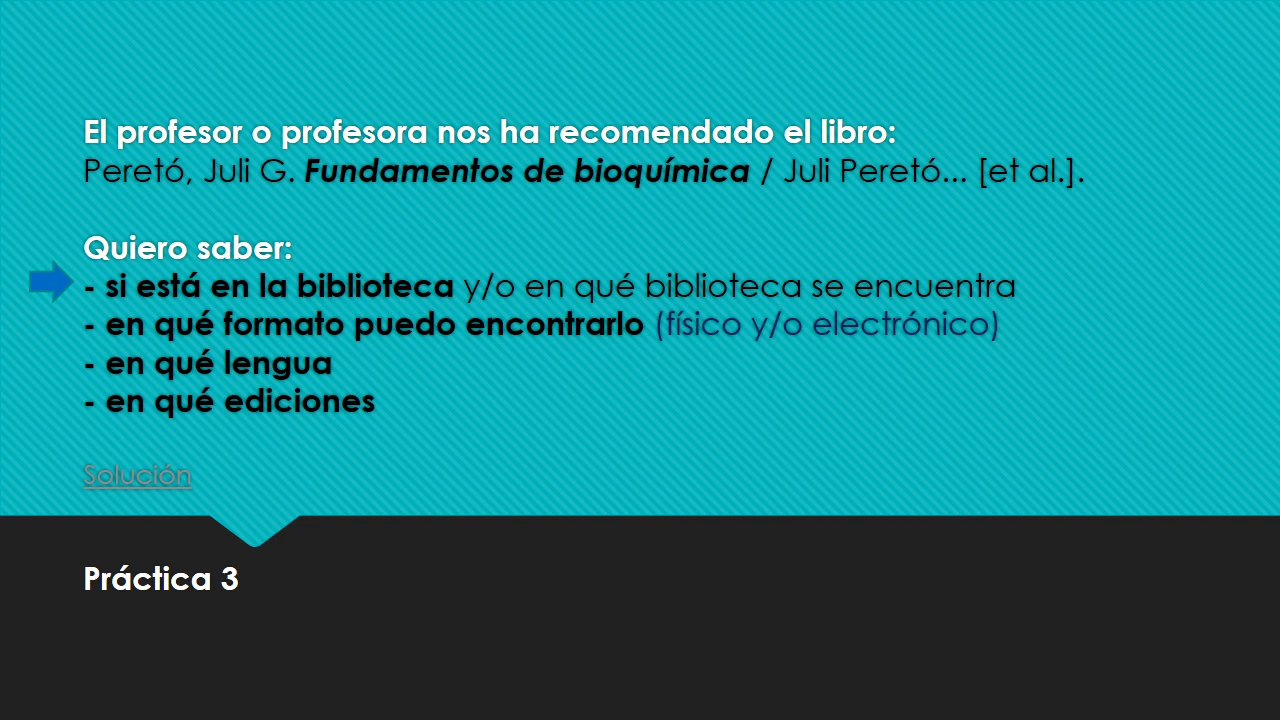 El profesor o profesora nos ha recomendado el libro:
Peretó, Juli G. Fundamentos de bioquímica / Juli Peretó... [et al.].
Quiero saber:
- si está en la biblioteca y/o en qué biblioteca se encuentra
- en qué formato puedo encontrarlo (físico y/o electrónico)
- en qué lengua
- en qué ediciones
Solución
Práctica 3